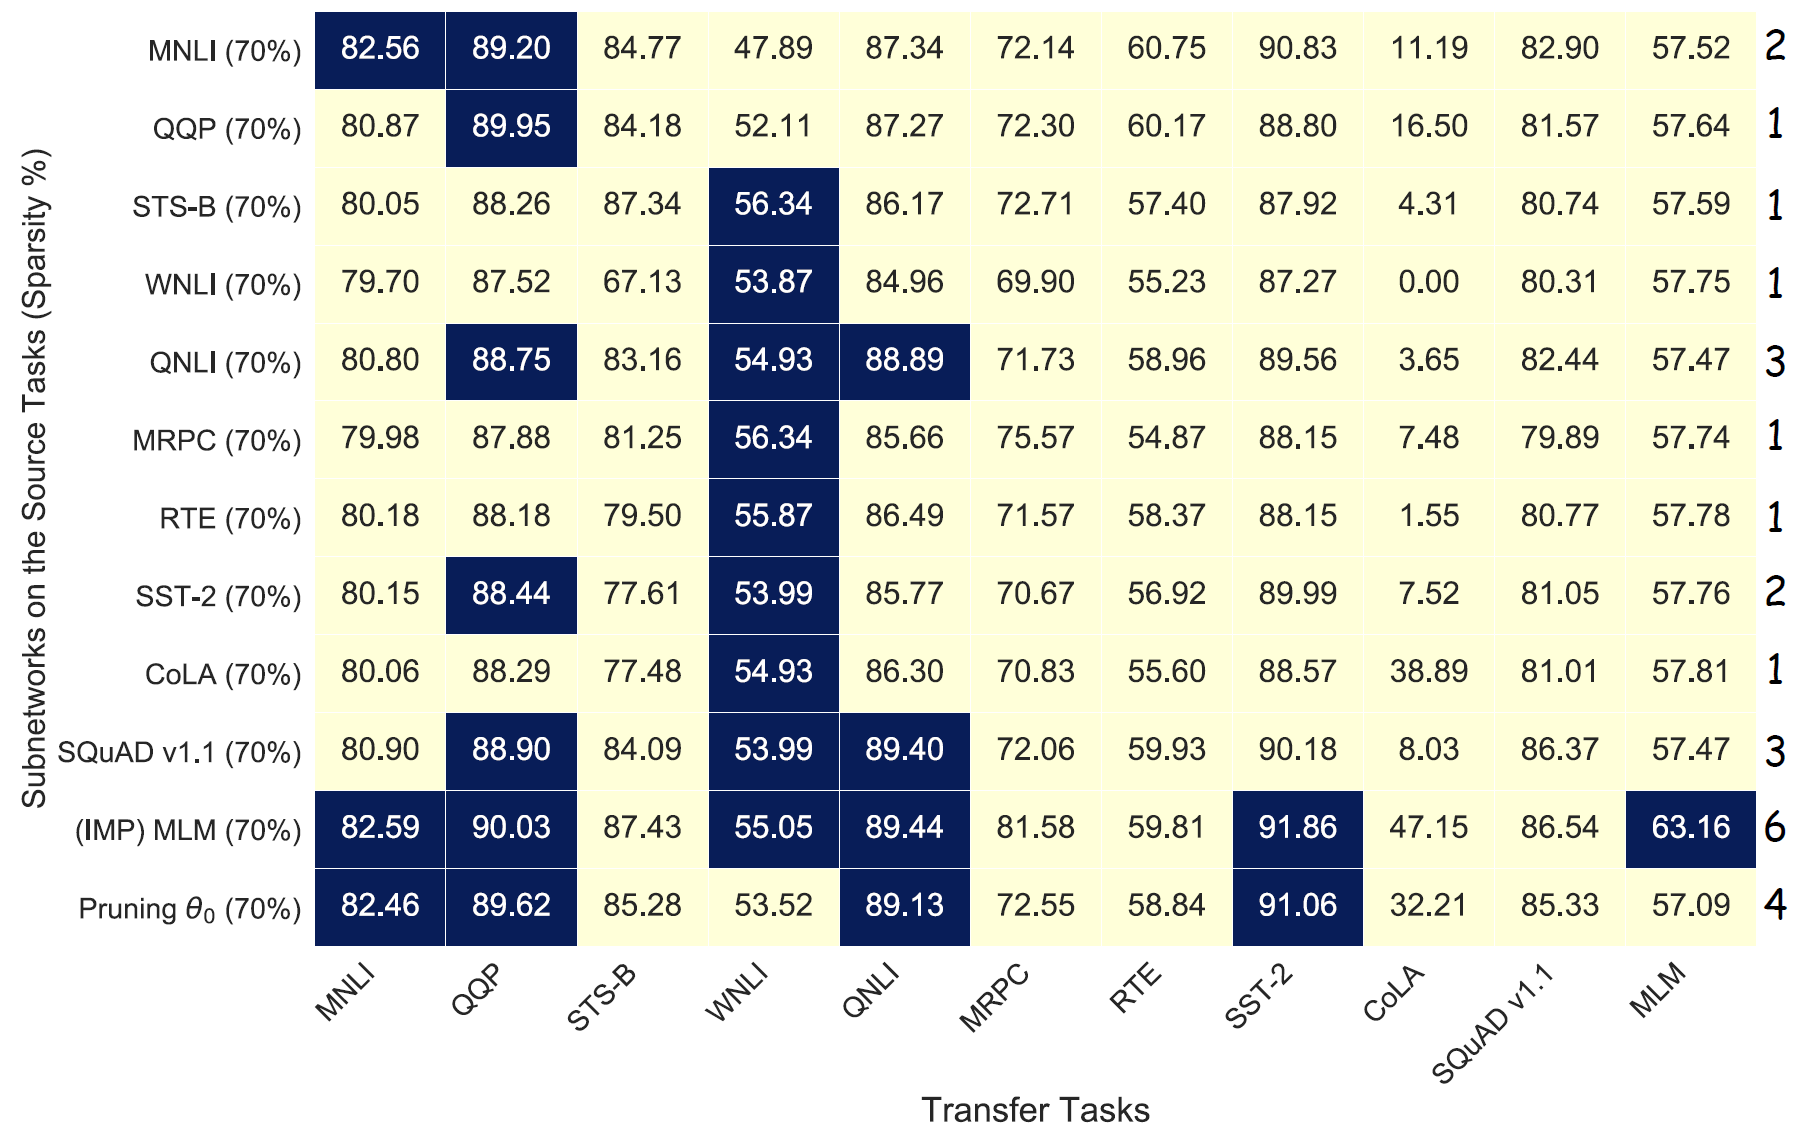 Subnetworks on the Source Tasks (Sparsity %)
MNLI (70%) 82.56 89.20 84.77 47.89 87.34 72.14 60.75 90.83 11.19 82.90 57.52 2
QQP (70%) 80.87 89.95 84.18 52.11 87.27 72.30 60.17 88.80 16.50 81.57 57.64 1
STS-B (70%) 80.05 88.26 87.34 56.34 86.17 72.71 57.40 87.92 4.31 80.74 57.59 1
WNLI (70%) 79.70 87.52 67.13 53.87 84.96 69.90 55.23 87.27 0.00 80.31 57.75 1
QNLI (70%) 80.80 88.75 83.16 54.93 88.89 71.73 58.96 89.56 3.65 82.44 57.47 3
MRPC (70%) 79.98 87.88 81.25 56.34 85.66 75.57 54.87 88.15 7.48 79.89 57.74 1
RTE (70%) 80.18 88.18 79.50 55.87 86.49 71.57 58.37 88.15 1.55 80.77 57.78 1
SST-2 (70%) 80.15 88.44 77.61 53.99 85.77 70.67 56.92 89.99 7.52 81.05 57.76 2
CoLA (70%) 80.06 88.29 77.48 54.93 86.30 70.83 55.60 88.57 38.89 81.01 57.81 1
SQuAD v1.1 (70%) 80.90 88.90 84.09 53.99 89.40 72.06 59.93 90.18 8.03 86.37 57.47 3
(IMP) MLM (70%) 82.59 90.03 87.43 55.05 89.44 81.58 59.81 91.86 47.15 86.54 63.16 6
Pruning θ₀ (70%) 82.46 89.62 85.28 53.52 89.13 72.55 58.84 91.06 32.21 85.33 57.09 4
MNLI QQP STS-B WNLI QNLI MRPC RTE SST-2 CoLA SQuAD v1.1 MLM
Transfer Tasks